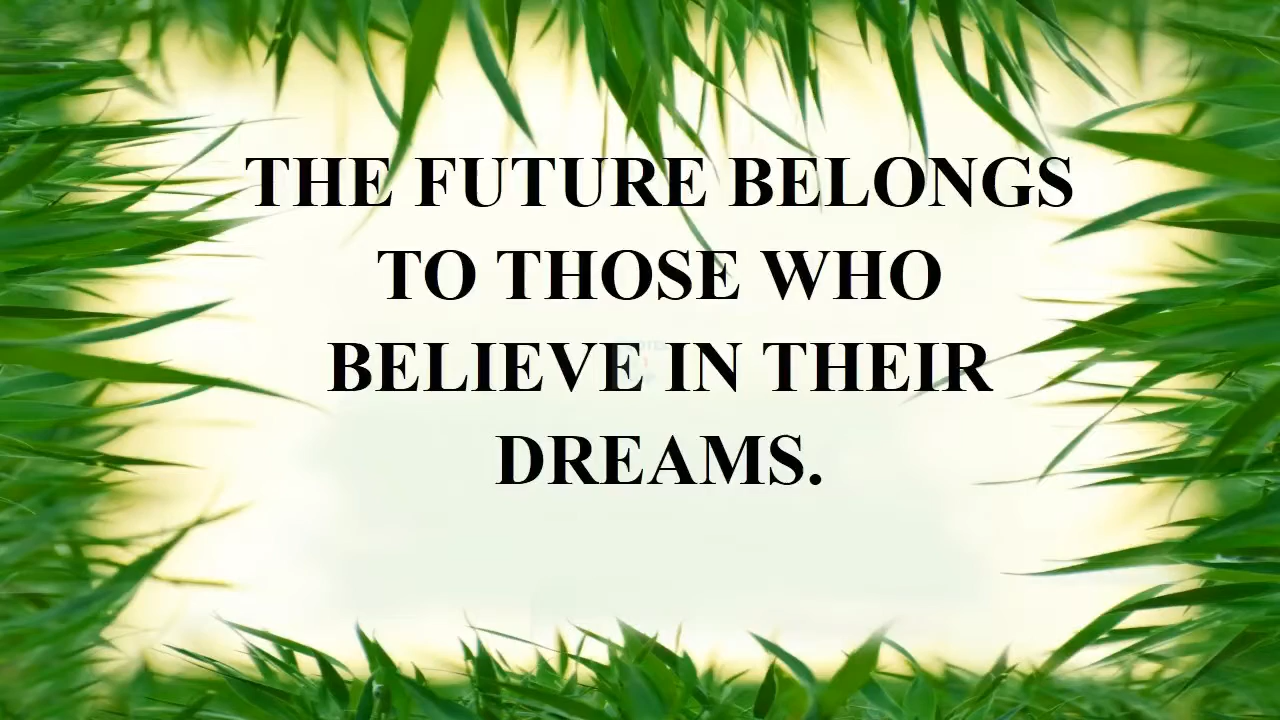 THE FUTURE BELONGS
TO THOSE WHO
BELIEVE IN THEIR
DREAMS.